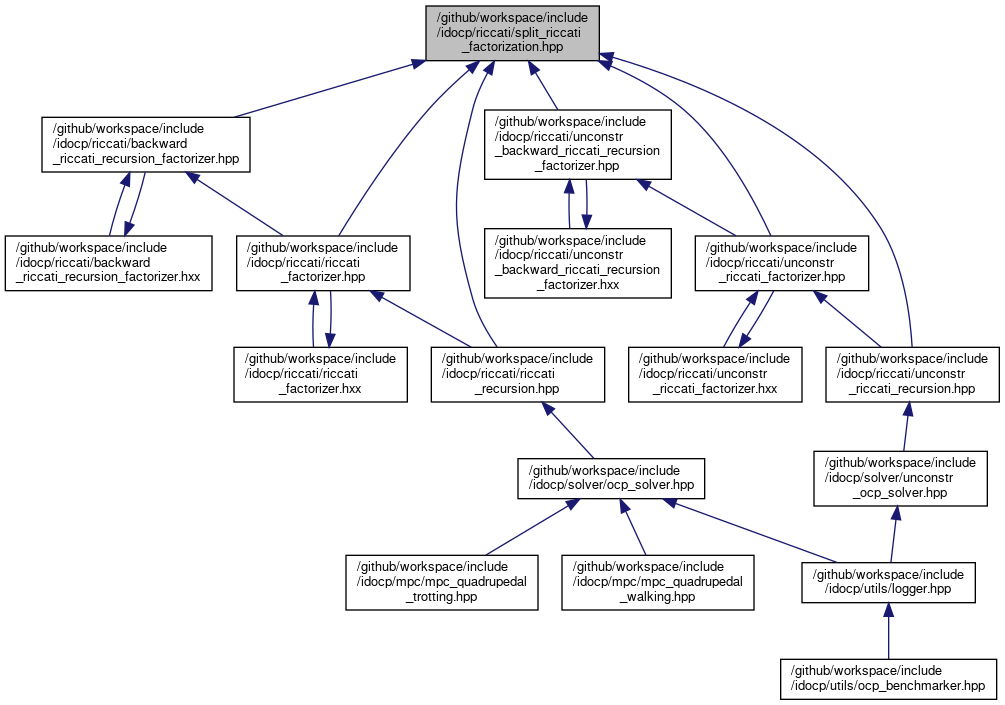 /github/workspace/include
/idocp/riccati/split_riccati
_factorization.hpp
/github/workspace/include
/idocp/riccati/backward
_riccati_recursion_factorizer.hpp
/github/workspace/include
/idocp/riccati/unconstr
_backward_riccati_recursion
_factorizer.hpp
/github/workspace/include
/idocp/riccati/backward
_riccati_recursion_factorizer.hxx
/github/workspace/include
/idocp/riccati/riccati
_factorizer.hpp
/github/workspace/include
/idocp/riccati/unconstr
_backward_riccati_recursion
_factorizer.hxx
/github/workspace/include
/idocp/riccati/unconstr
_riccati_factorizer.hpp
/github/workspace/include
/idocp/riccati/riccati
_factorizer.hxx
/github/workspace/include
/idocp/riccati/riccati
_recursion.hpp
/github/workspace/include
/idocp/riccati/unconstr
_riccati_factorizer.hxx
/github/workspace/include
/idocp/riccati/unconstr
_riccati_recursion.hpp
/github/workspace/include
/idocp/solver/ocp_solver.hpp
/github/workspace/include
/idocp/solver/unconstr
_ocp_solver.hpp
/github/workspace/include
/idocp/mpc/mpc_quadrupedal
_trotting.hpp
/github/workspace/include
/idocp/mpc/mpc_quadrupedal
_walking.hpp
/github/workspace/include
/idocp/utils/logger.hpp
/github/workspace/include
/idocp/utils/ocp_benchmarker.hpp